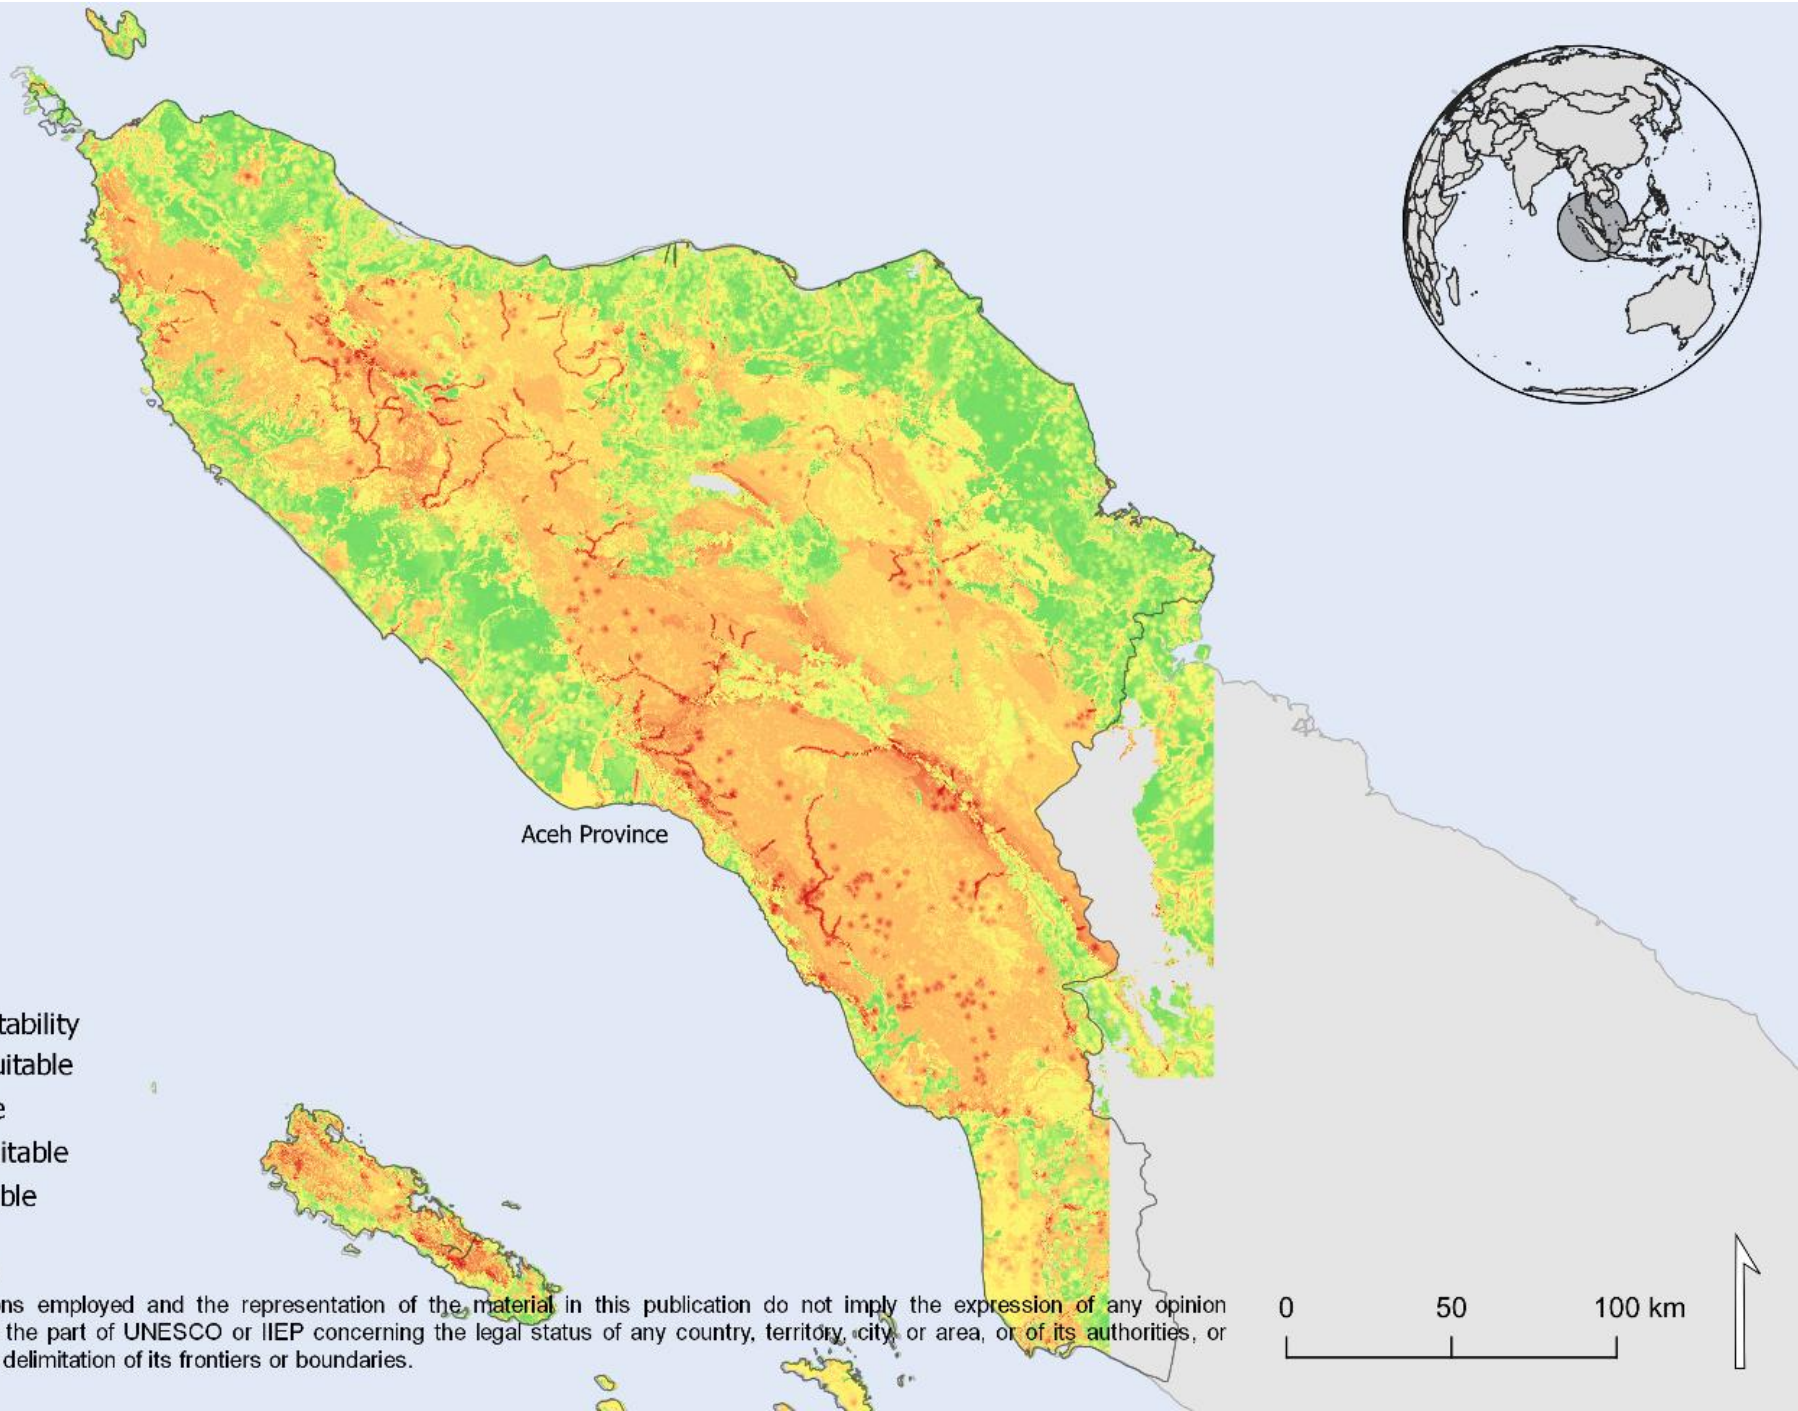 Aceh Province
tability
uitable
e
itable
ble
ns employed and the representation of the material in this publication do not imply the expression of any opinion
the part of UNESCO or IIEP concerning the legal status of any country, territory, city, or area, or of its authorities, or
delimitation of its frontiers or boundaries.
0 50 100 km